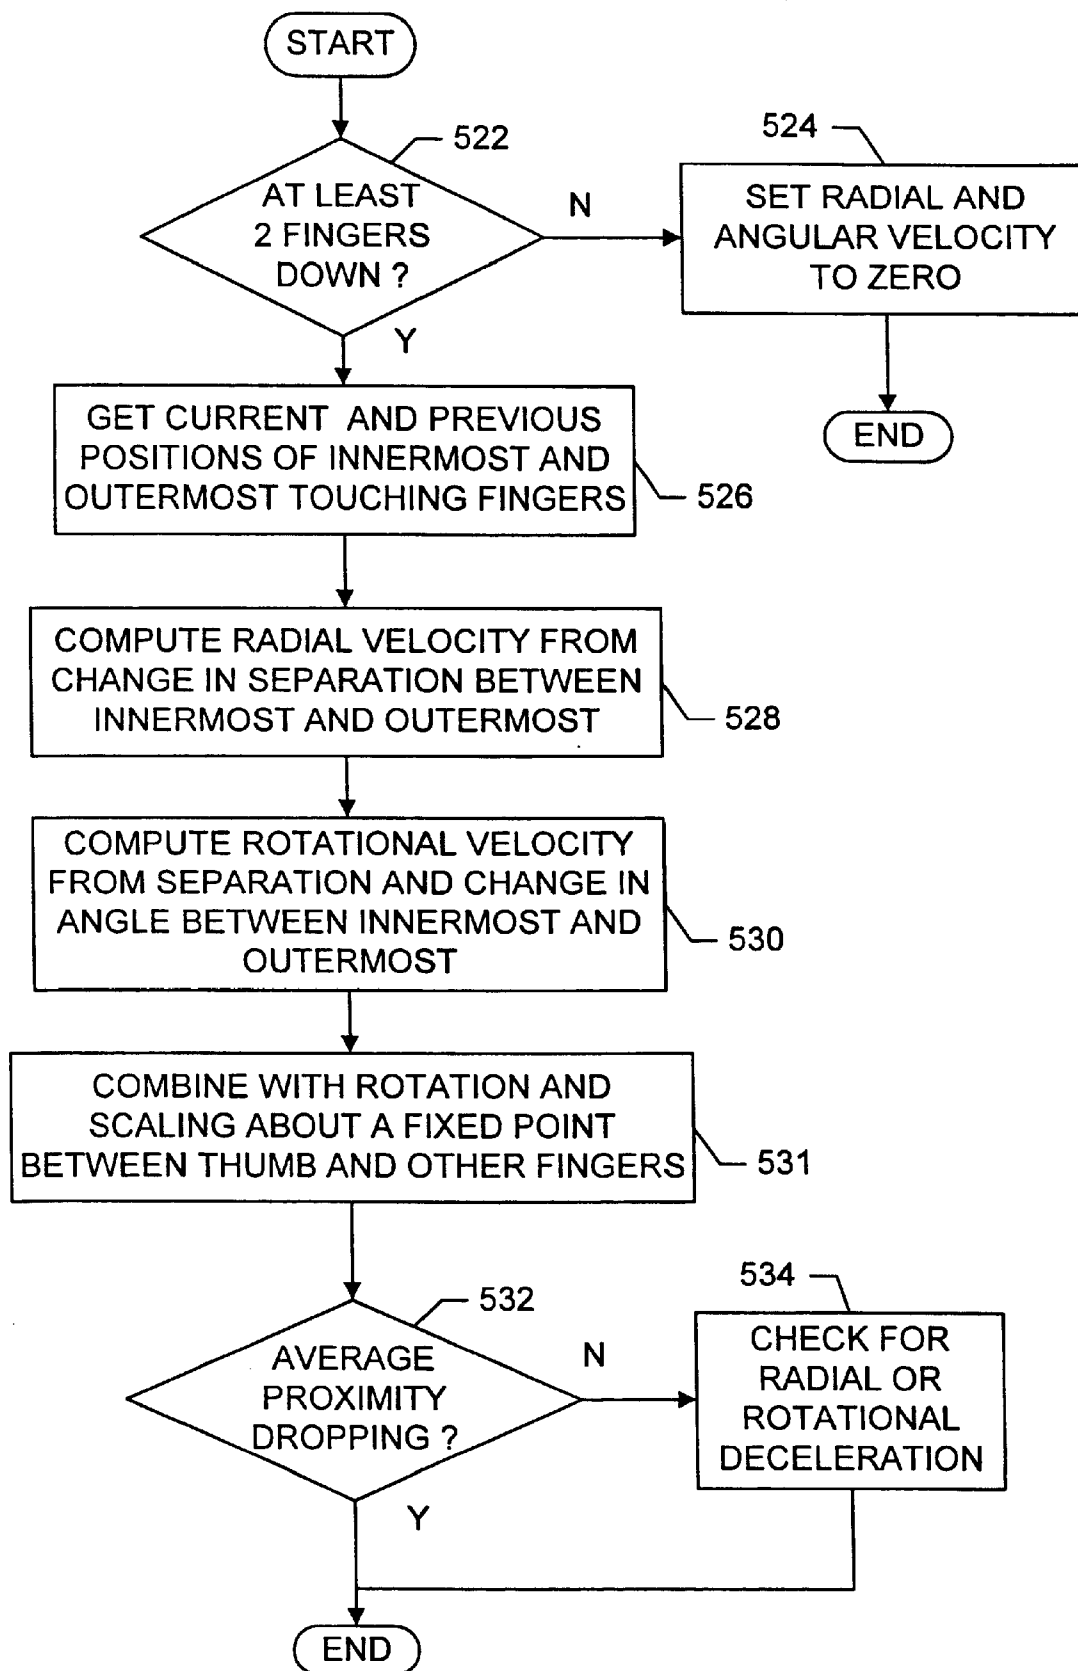 START
522
AT LEAST
2 FINGERS
DOWN ?
N
524
SET RADIAL AND
ANGULAR VELOCITY
TO ZERO
END
Y
GET CURRENT AND PREVIOUS
POSITIONS OF INNERMOST AND
OUTERMOST TOUCHING FINGERS
526
COMPUTE RADIAL VELOCITY FROM
CHANGE IN SEPARATION BETWEEN
INNERMOST AND OUTERMOST
528
COMPUTE ROTATIONAL VELOCITY
FROM SEPARATION AND CHANGE IN
ANGLE BETWEEN INNERMOST AND
OUTERMOST
530
COMBINE WITH ROTATION AND
SCALING ABOUT A FIXED POINT
BETWEEN THUMB AND OTHER FINGERS
531
532
AVERAGE
PROXIMITY
DROPPING ?
N
534
CHECK FOR
RADIAL OR
ROTATIONAL
DECELERATION
Y
END